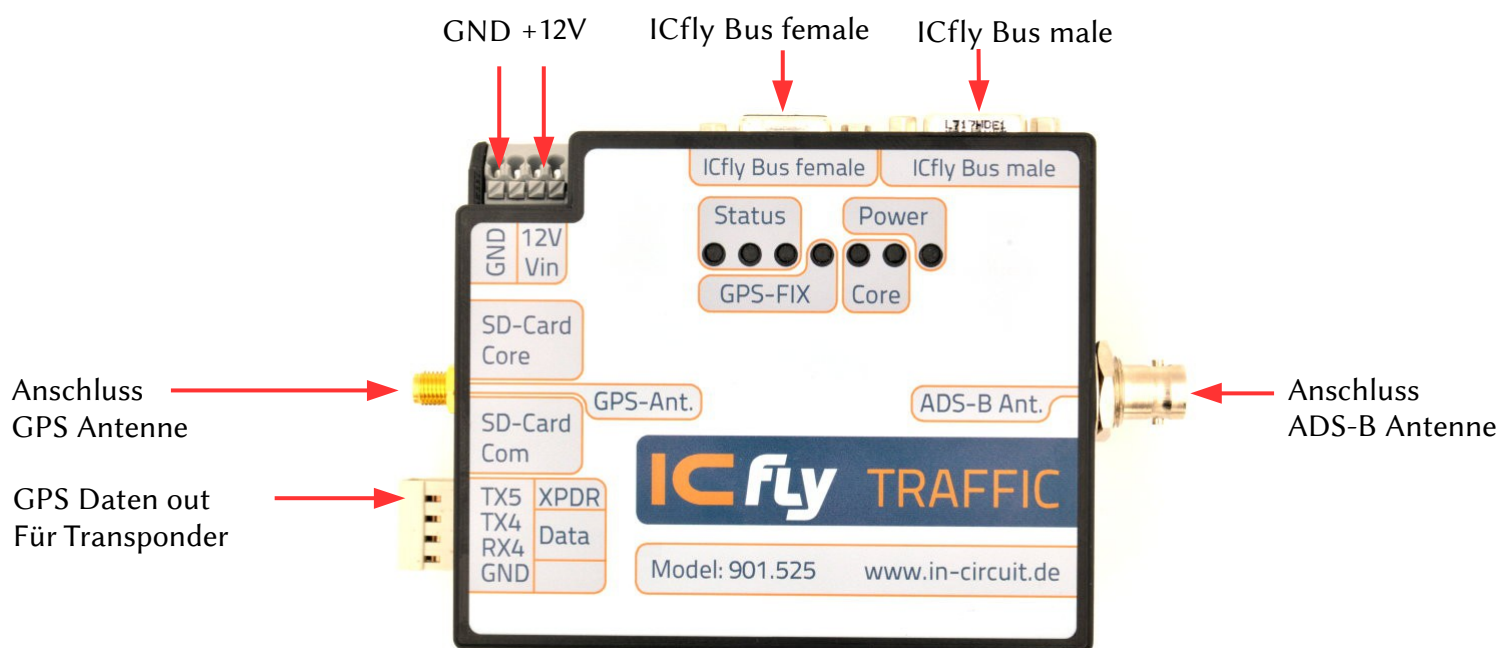 GND +12V
ICfly Bus female
ICfly Bus male
L717HDE1
ICfly Bus female
ICfly Bus male
Status
Power
GPS-FIX
Core
GND
12V
Vin
SD-Card
Core
GPS-Ant.
ADS-B Ant.
SD-Card
Com
Anschluss
GPS Antenne
Anschluss
ADS-B Antenne
GPS Daten out
Für Transponder
TX5
TX4
RX4
GND
XPDR
Data
ICfly TRAFFIC
Model: 901.525
www.in-circuit.de